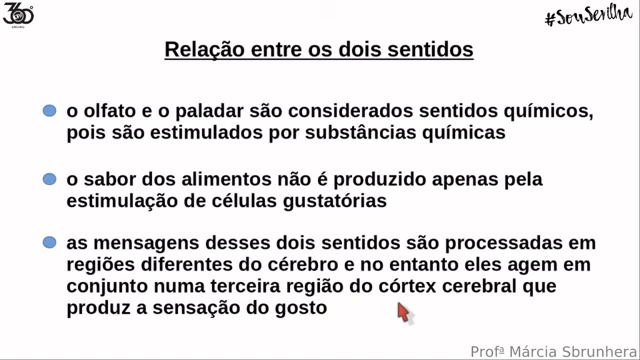 360°
#SouSerilha
Relação entre os dois sentidos
o olfato e o paladar são considerados sentidos químicos,
pois são estimulados por substâncias químicas
o sabor dos alimentos não é produzido apenas pela
estimulação de células gustatórias
as mensagens desses dois sentidos são processadas em
regiões diferentes do cérebro e no entanto eles agem em
conjunto numa terceira região do córtex cerebral que
produz a sensação do gosto
Profª Márcia Sbrunhera